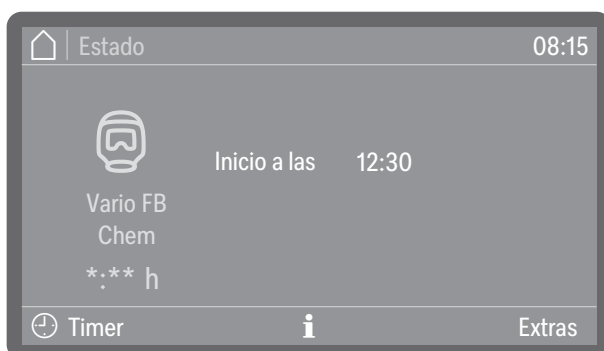 Estado 08:15
Inicio a las 12:30
Vario FB
Chem
*:** h
Timer i Extras